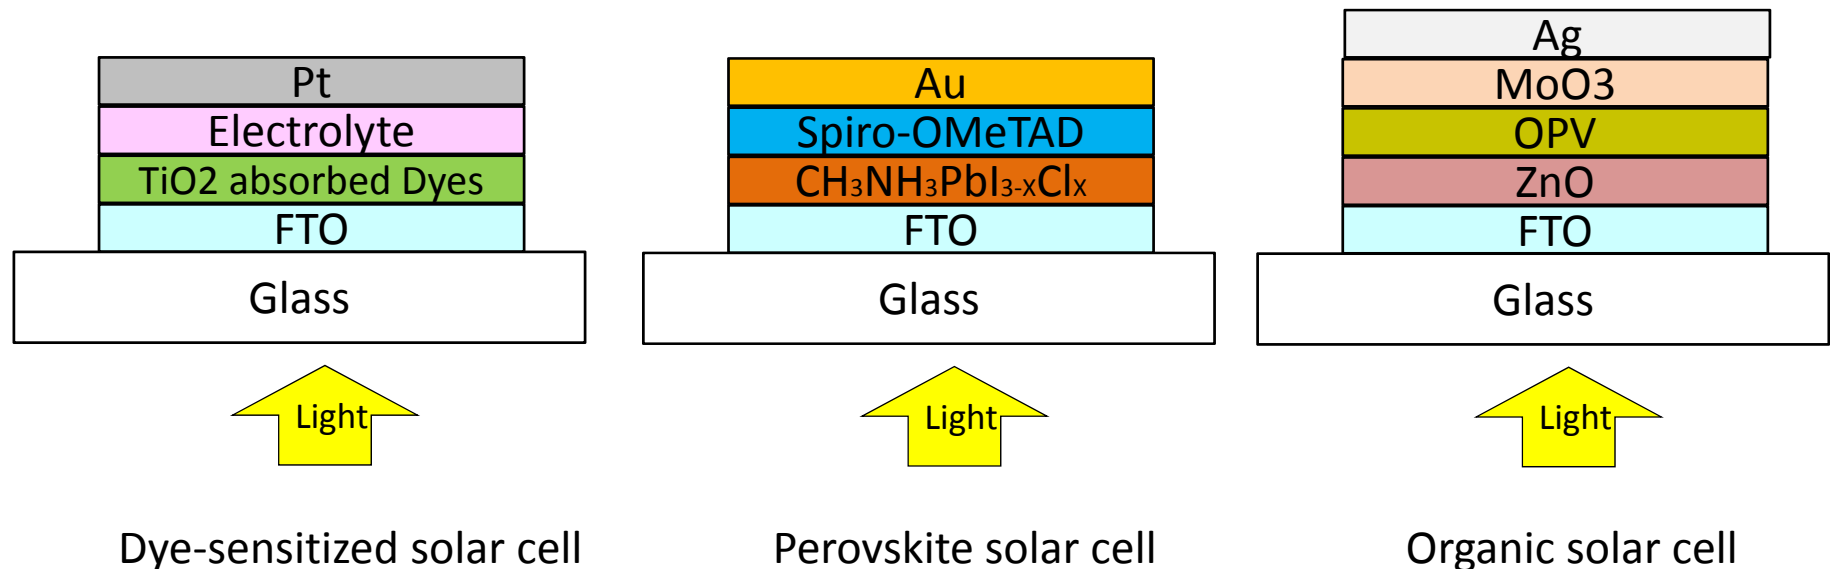 Pt
Electrolyte
TiO2 absorbed Dyes
FTO
Glass
Light
Dye-sensitized solar cell
Au
Spiro-OMeTAD
CH₃NH₃PbI₃₋ₓClₓ
FTO
Glass
Light
Perovskite solar cell
Ag
MoO3
OPV
ZnO
FTO
Glass
Light
Organic solar cell